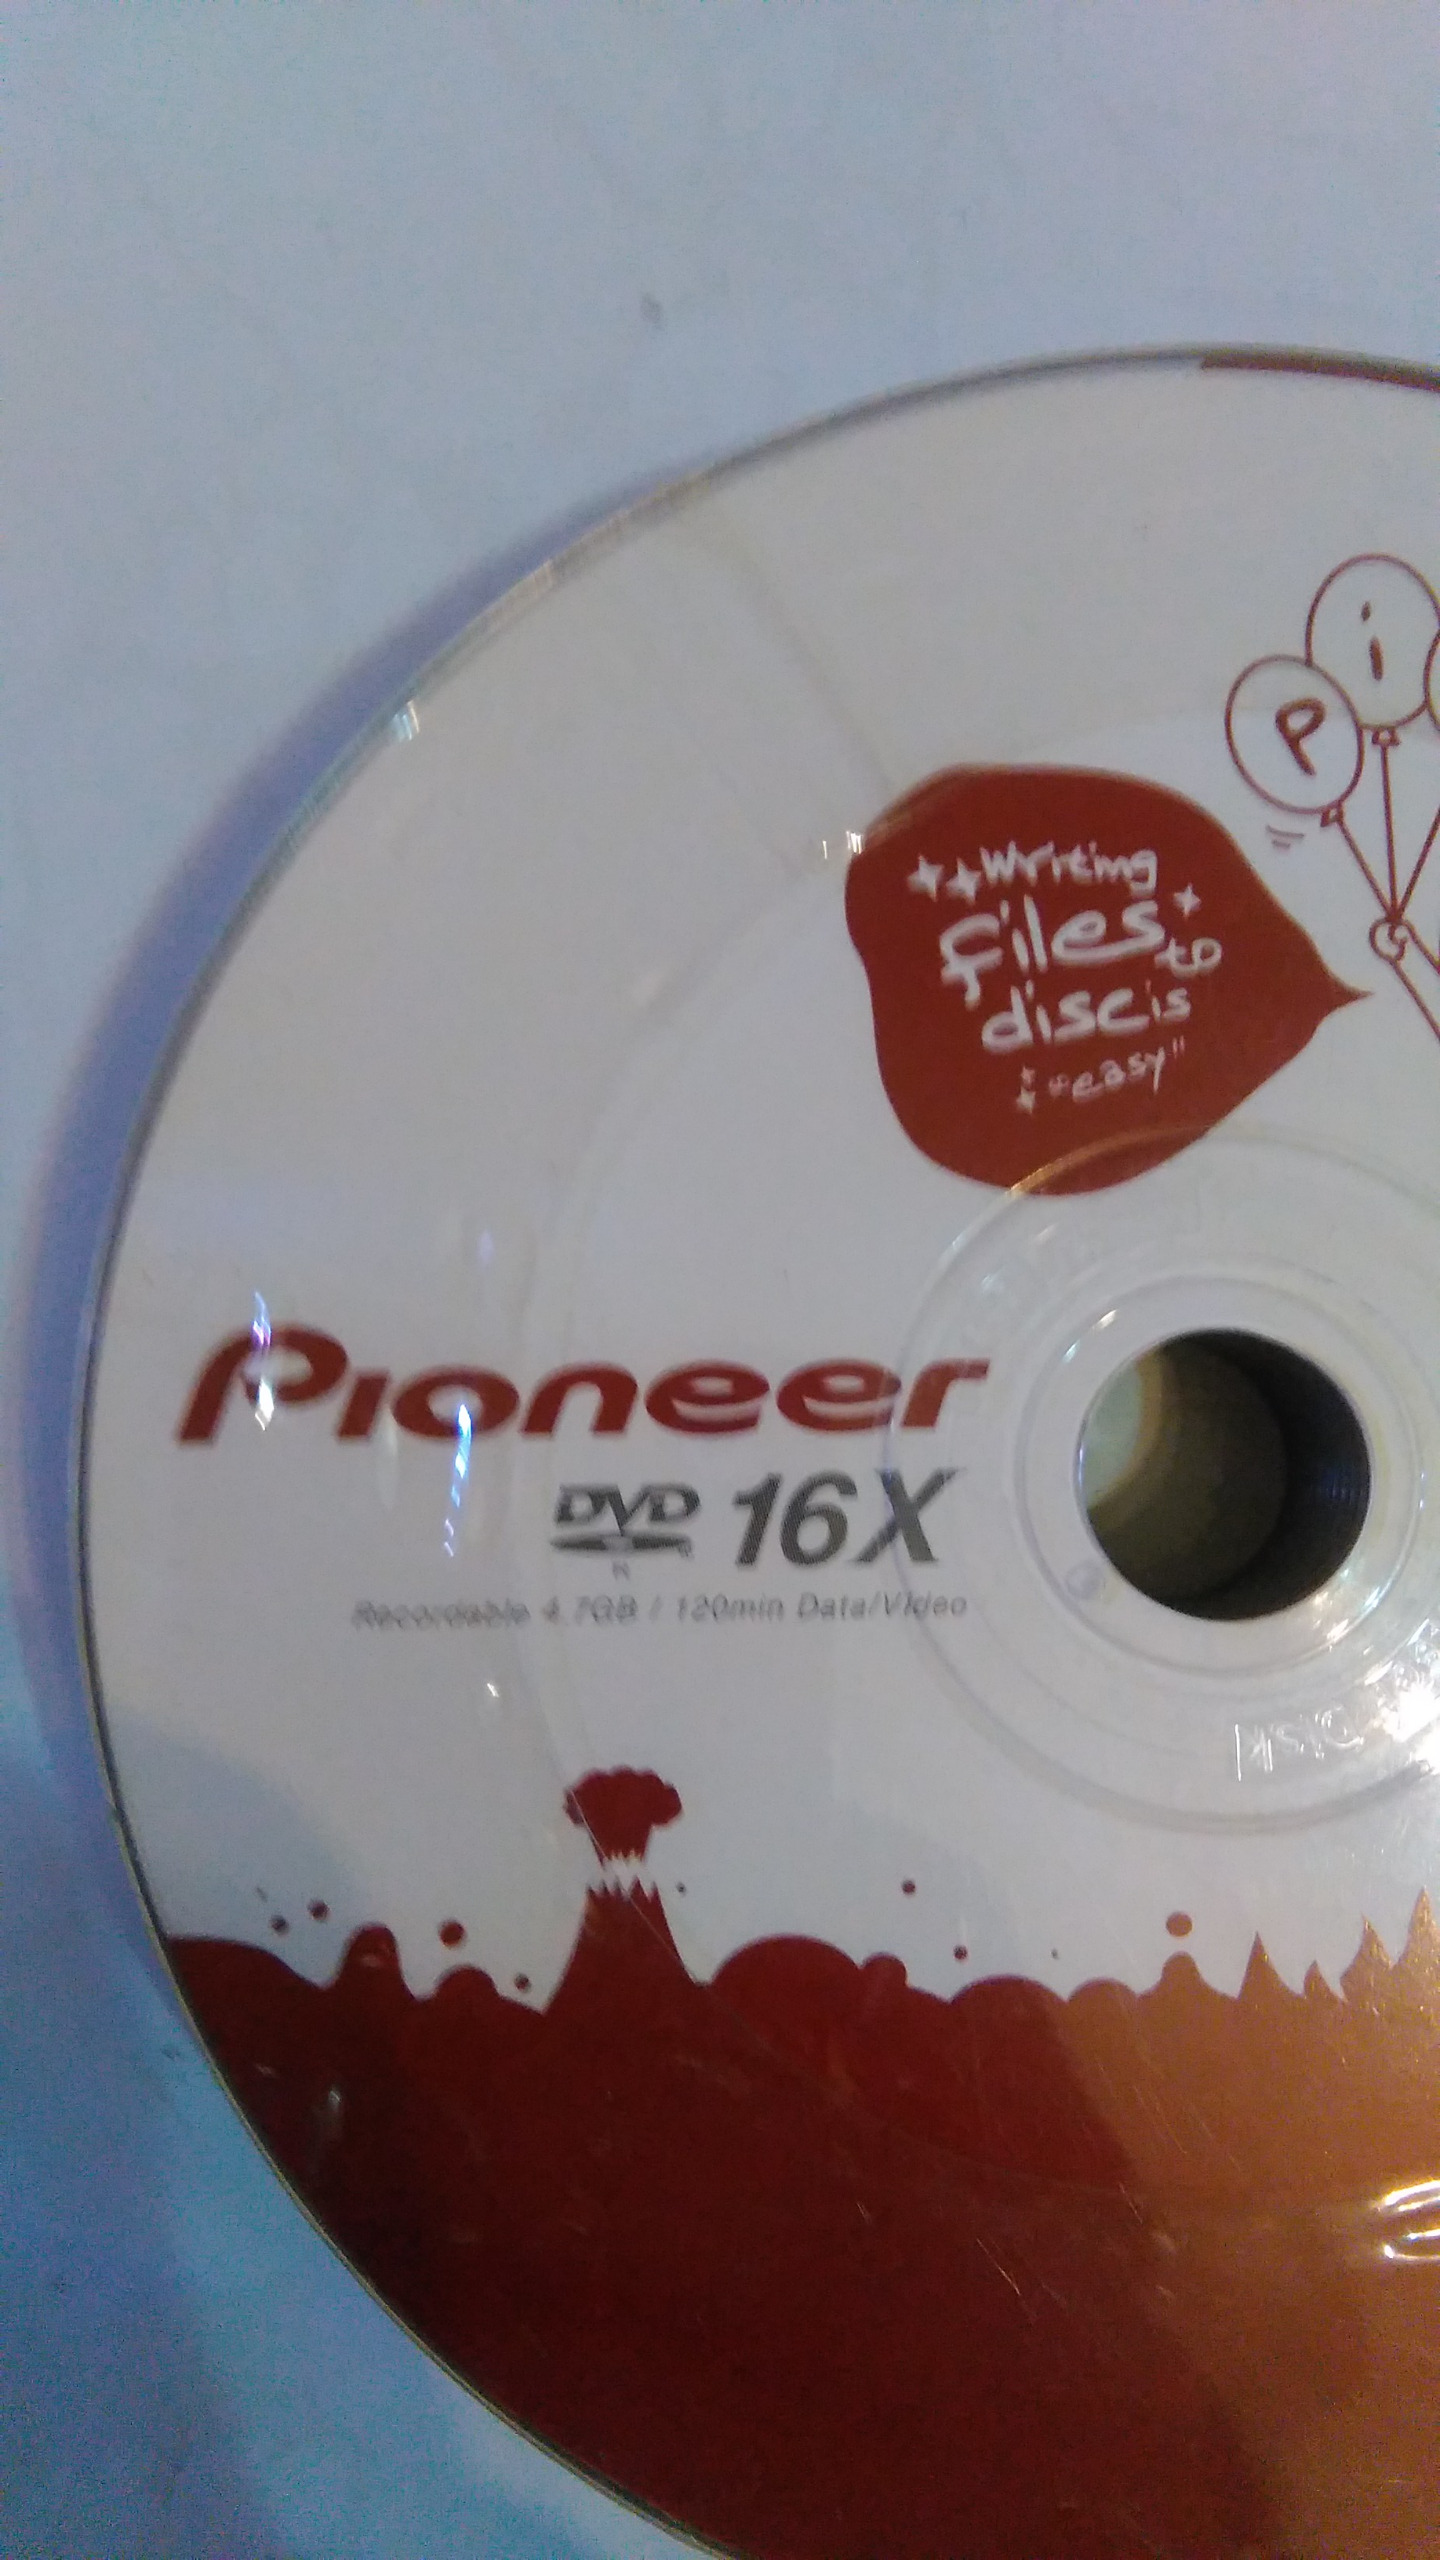 P
i
Writing
files to
disc is
"easy"
Pioneer
DVD 16X
R
Recordable 4.7GB / 120min Data/Video